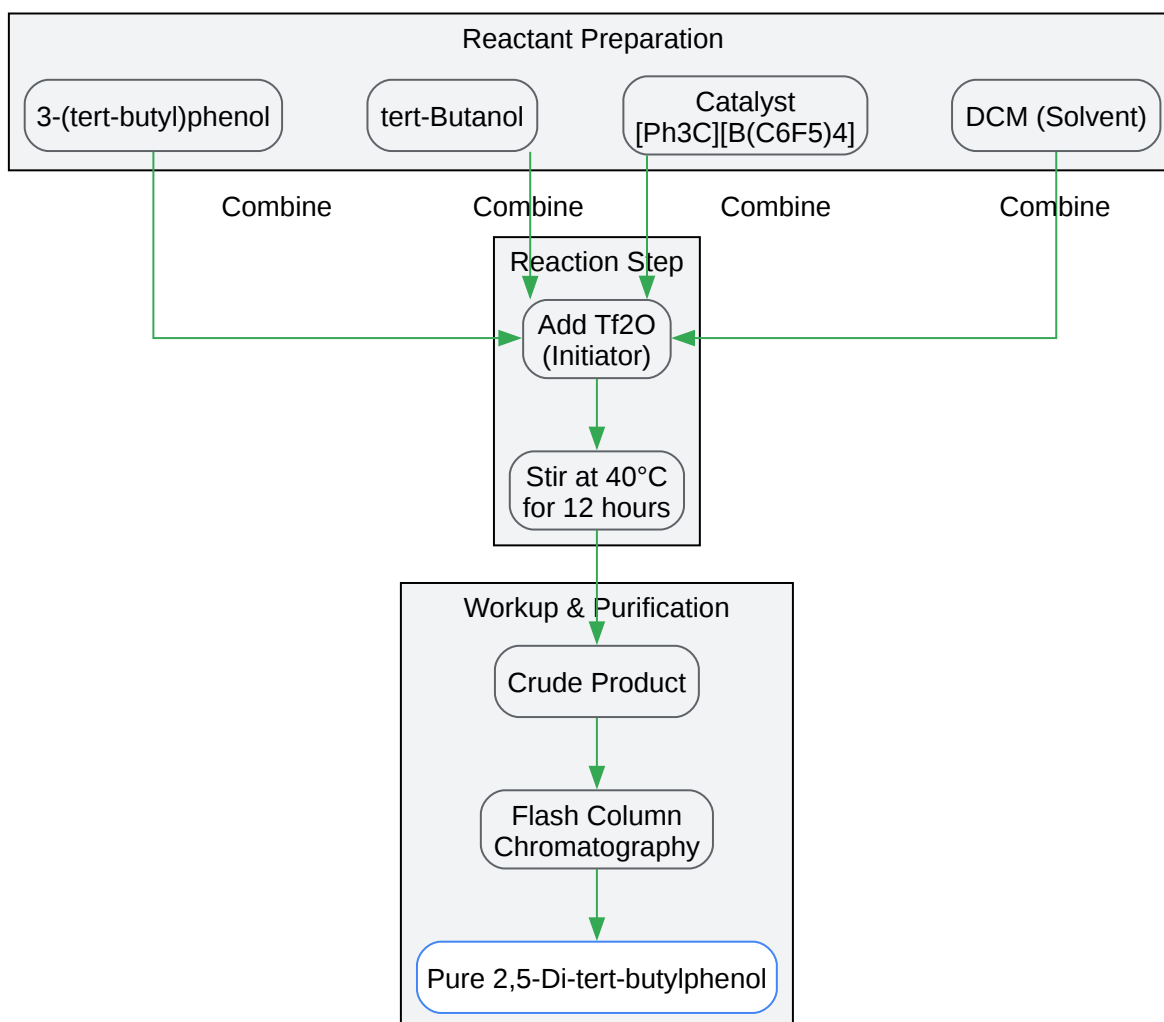 Reactant Preparation
3-(tert-butyl)phenol
tert-Butanol
Catalyst
[Ph3C][B(C6F5)4]
DCM (Solvent)
Combine
Combine
Combine
Combine
Reaction Step
Add Tf2O
(Initiator)
Stir at 40°C
for 12 hours
Workup & Purification
Crude Product
Flash Column
Chromatography
Pure 2,5-Di-tert-butylphenol